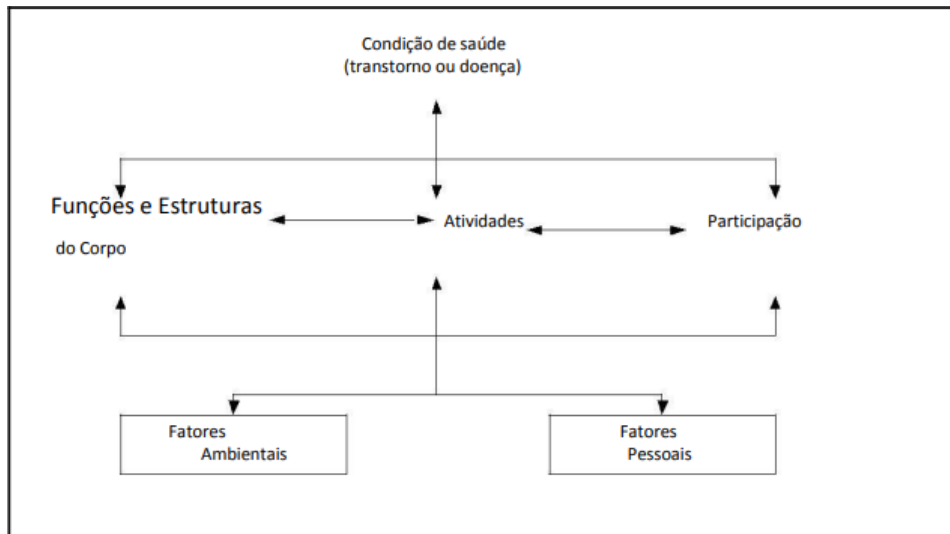 Condição de saúde
(transtorno ou doença)
Funções e Estruturas
do Corpo
Atividades
Participação
Fatores
Ambientais
Fatores
Pessoais